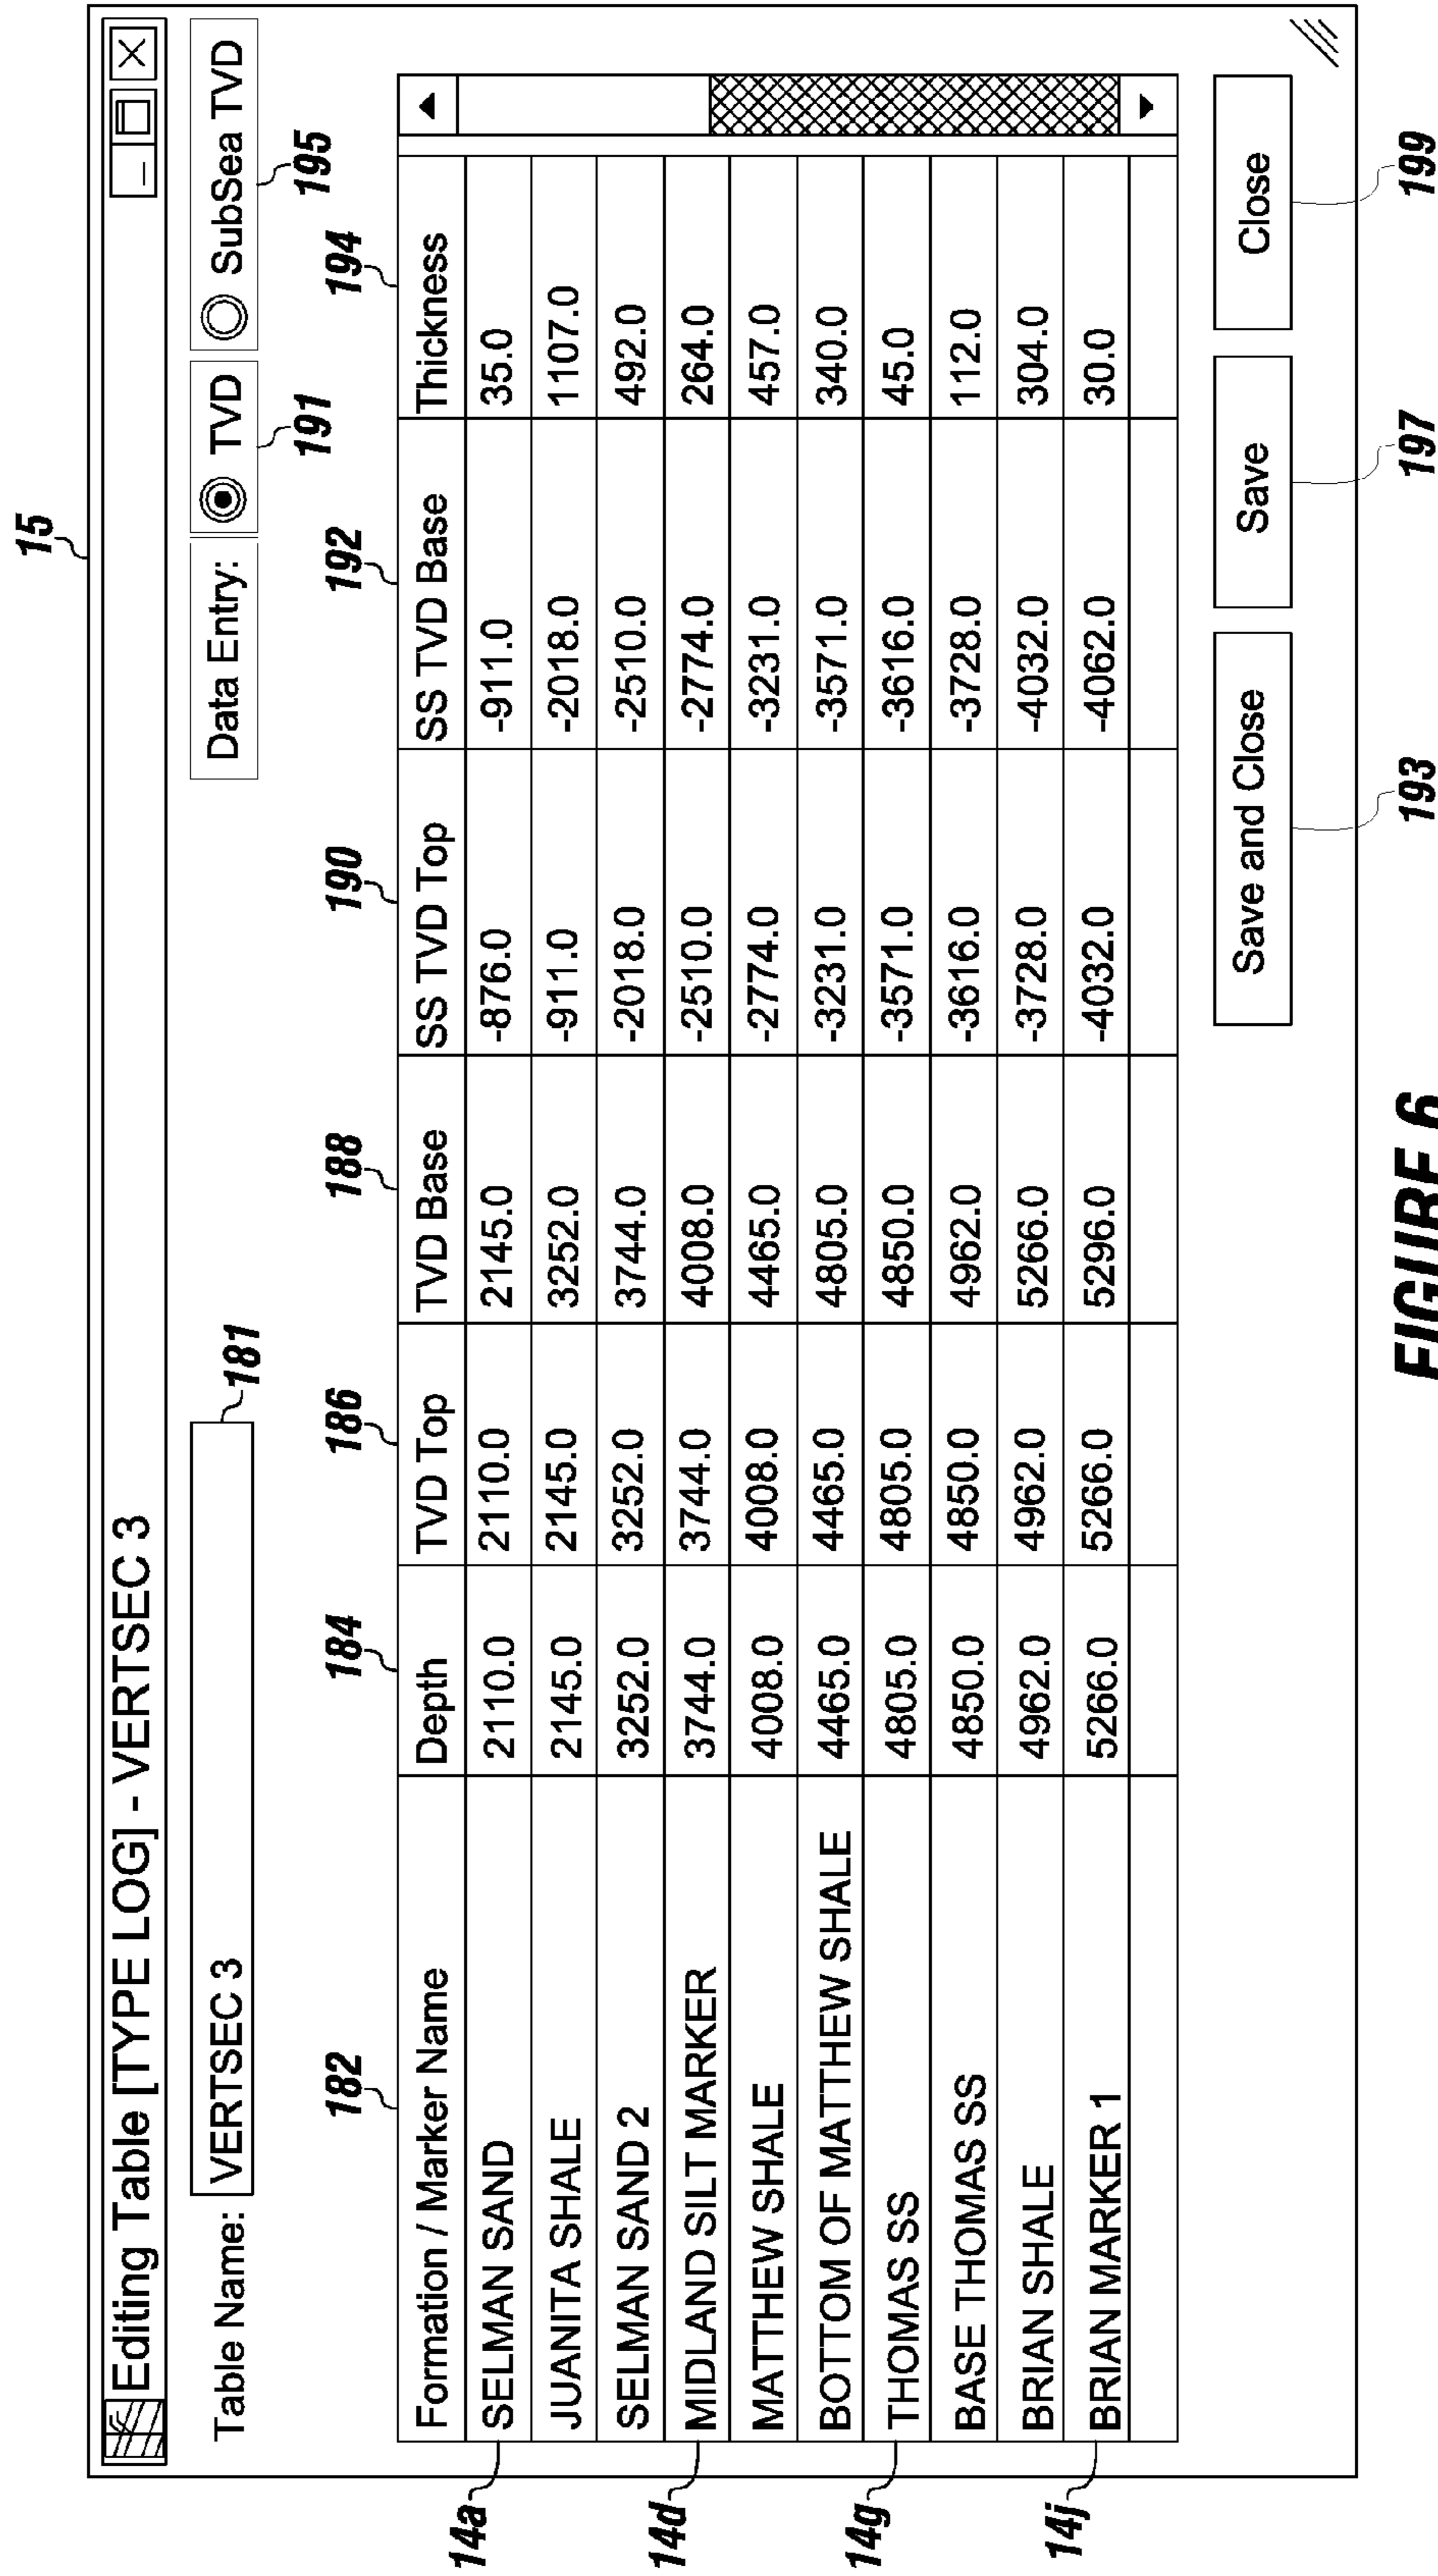 15
Editing Table [TYPE LOG] - VERTSEC 3
Table Name: VERTSEC 3 181 Data Entry: TVD SubSea TVD
191 195
182 184 186 188 190 192 194
Formation / Marker Name Depth TVD Top TVD Base SS TVD Top SS TVD Base Thickness
14a SELMAN SAND 2110.0 2110.0 2145.0 -876.0 -911.0 35.0
JUANITA SHALE 2145.0 2145.0 3252.0 -911.0 -2018.0 1107.0
SELMAN SAND 2 3252.0 3252.0 3744.0 -2018.0 -2510.0 492.0
14d MIDLAND SILT MARKER 3744.0 3744.0 4008.0 -2510.0 -2774.0 264.0
MATTHEW SHALE 4008.0 4008.0 4465.0 -2774.0 -3231.0 457.0
BOTTOM OF MATTHEW SHALE 4465.0 4465.0 4805.0 -3231.0 -3571.0 340.0
14g THOMAS SS 4805.0 4805.0 4850.0 -3571.0 -3616.0 45.0
BASE THOMAS SS 4850.0 4850.0 4962.0 -3616.0 -3728.0 112.0
BRIAN SHALE 4962.0 4962.0 5266.0 -3728.0 -4032.0 304.0
14j BRIAN MARKER 1 5266.0 5266.0 5296.0 -4032.0 -4062.0 30.0
Save and Close Save Close
193 197 199
FIGURE 6